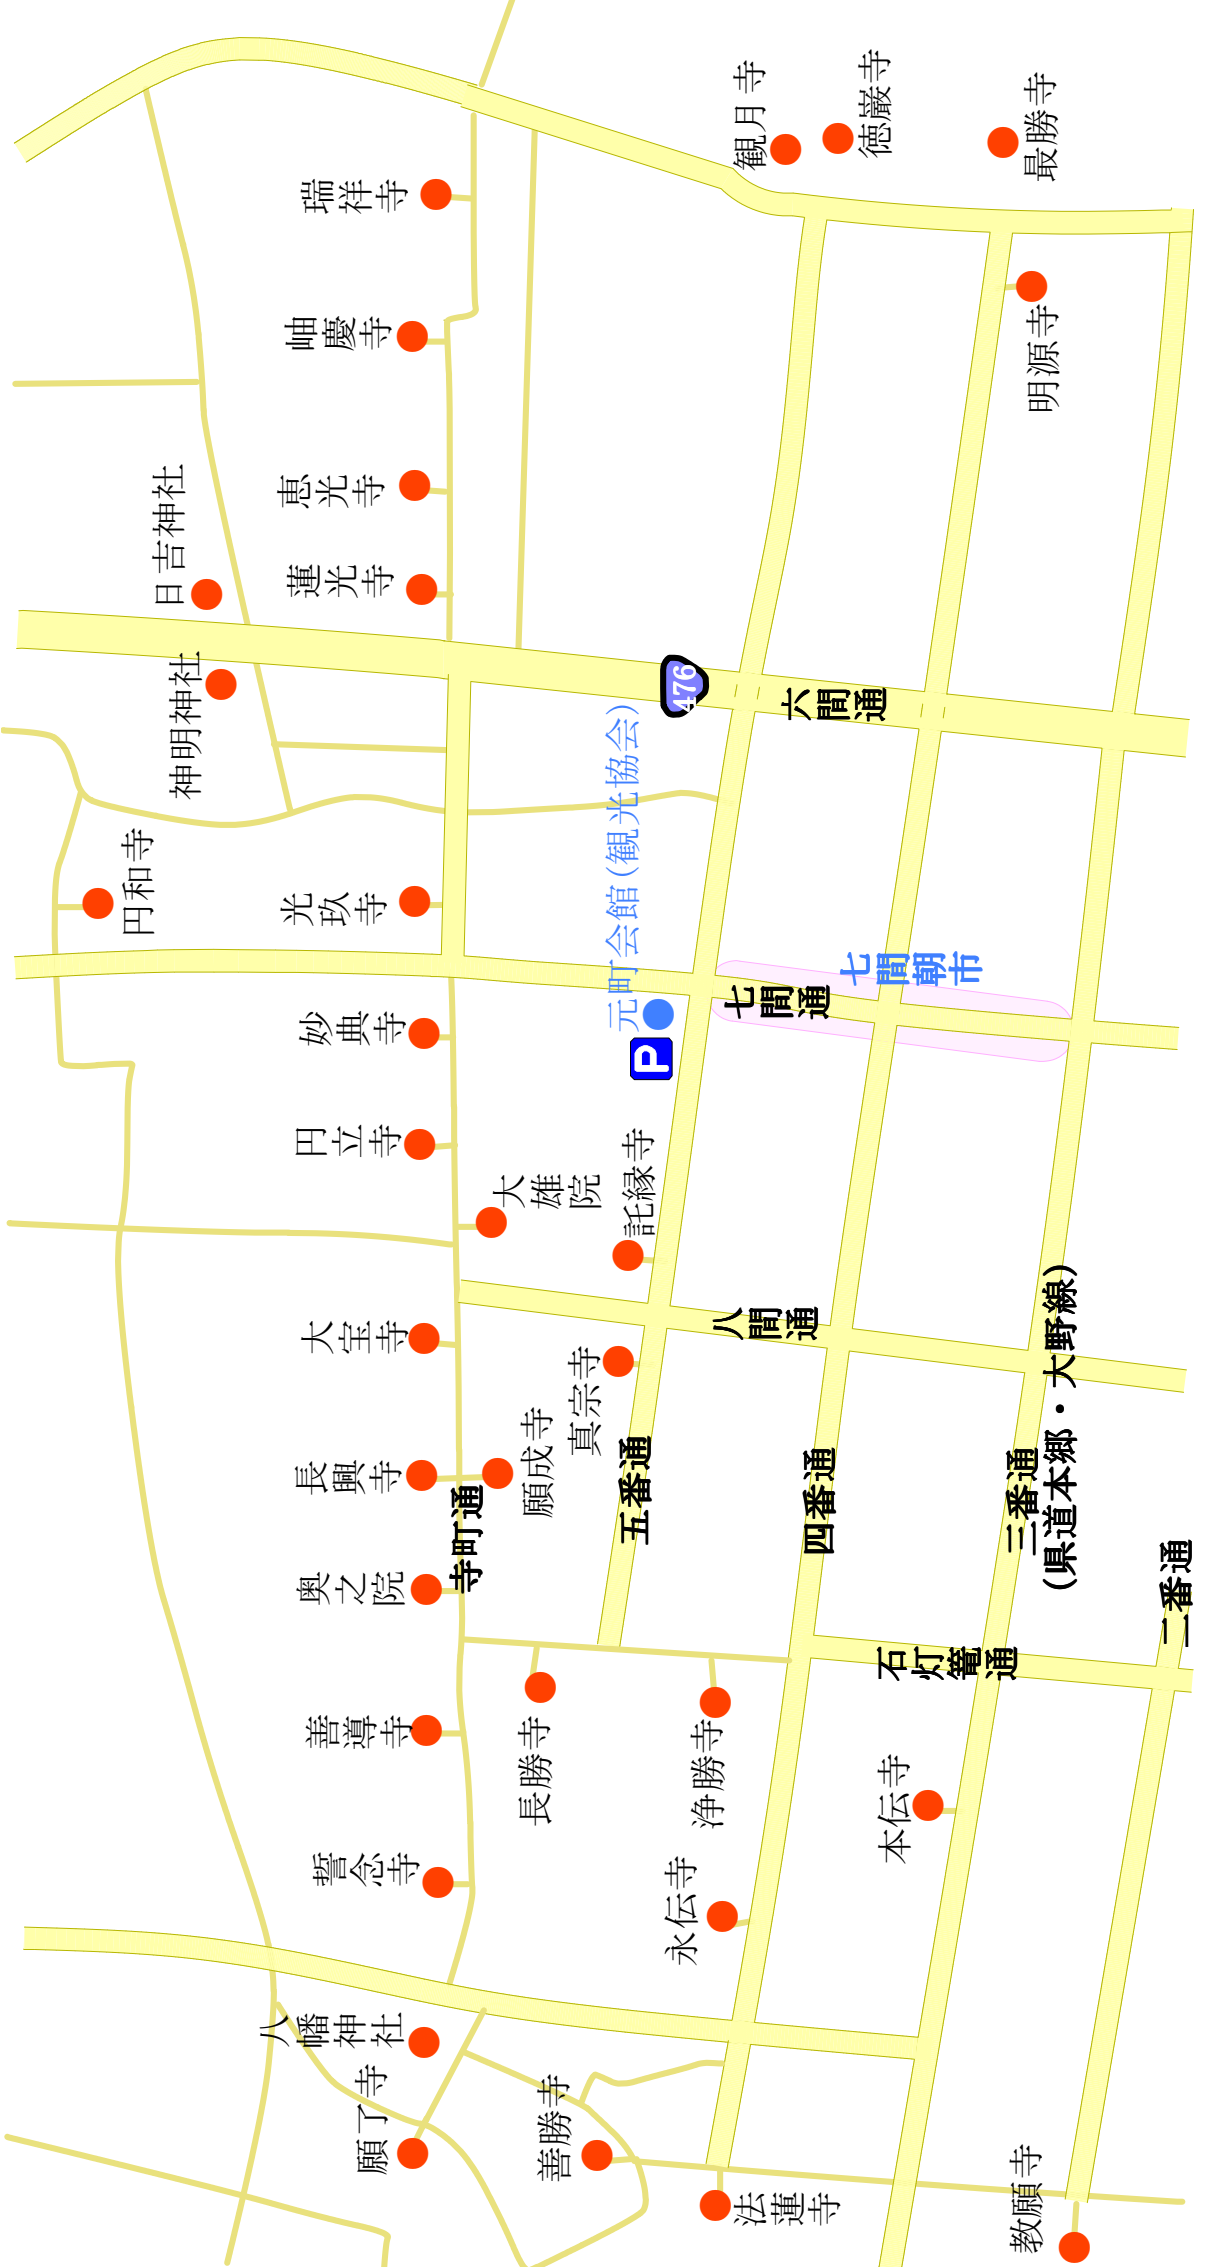 観月寺
徳巌寺
最勝寺
瑞祥寺
岫慶寺
明源寺
恵光寺
蓮光寺
日吉神社
神明神社
476
六間通
元町会館(観光協会)
円和寺
光玖寺
七間朝市
七間通
P
妙典寺
円立寺
大雄院
託縁寺
八間通
大宝寺
真宗寺
長興寺
願成寺
寺町通
五番通
四番通
三番通
(県道本郷・大野線)
二番通
奥之院
石灯籠通
善導寺
長勝寺
浄勝寺
本伝寺
誓念寺
永伝寺
八幡神社
願了寺
善勝寺
法蓮寺
教願寺